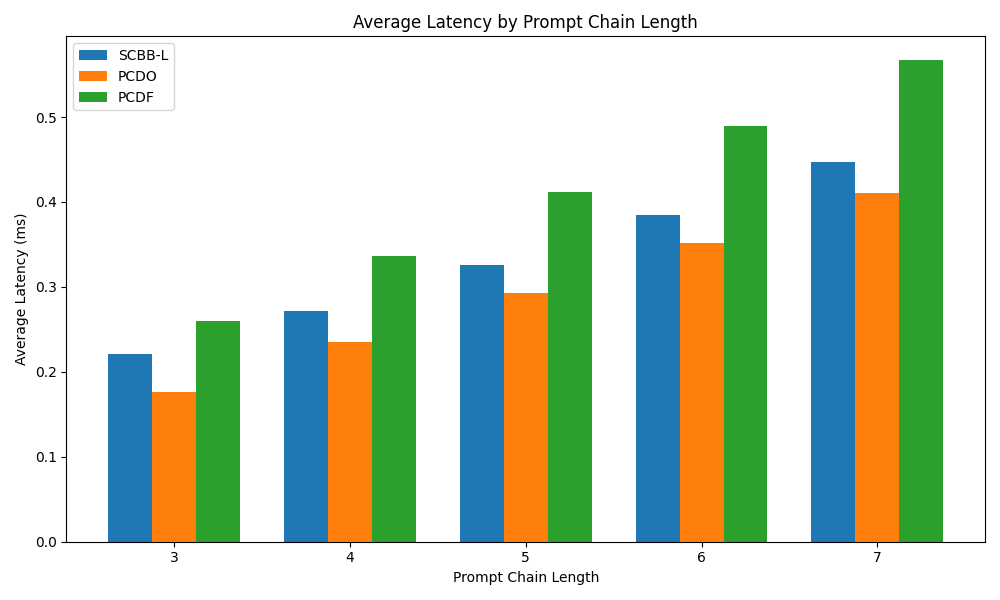 Average Latency by Prompt Chain Length
SCBB-L
PCDO
PCDF
Average Latency (ms)
0.5
0.4
0.3
0.2
0.1
0.0
3
4
5
6
7
Prompt Chain Length